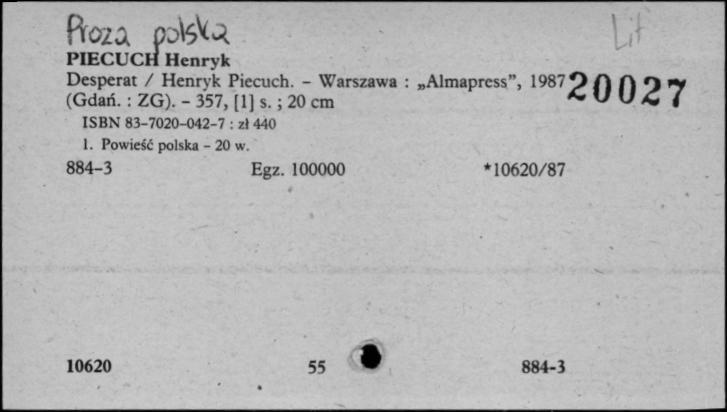 Proza polska
Lit
PIECUCH Henryk
Desperat / Henryk Piecuch. – Warszawa : „Almapress”, 1987
20027
(Gdań. : ZG). – 357, [1] s. ; 20 cm
ISBN 83-7020-042-7 : zł 440
1. Powieść polska – 20 w.
884-3 Egz. 100000 *10620/87
10620 55 884-3